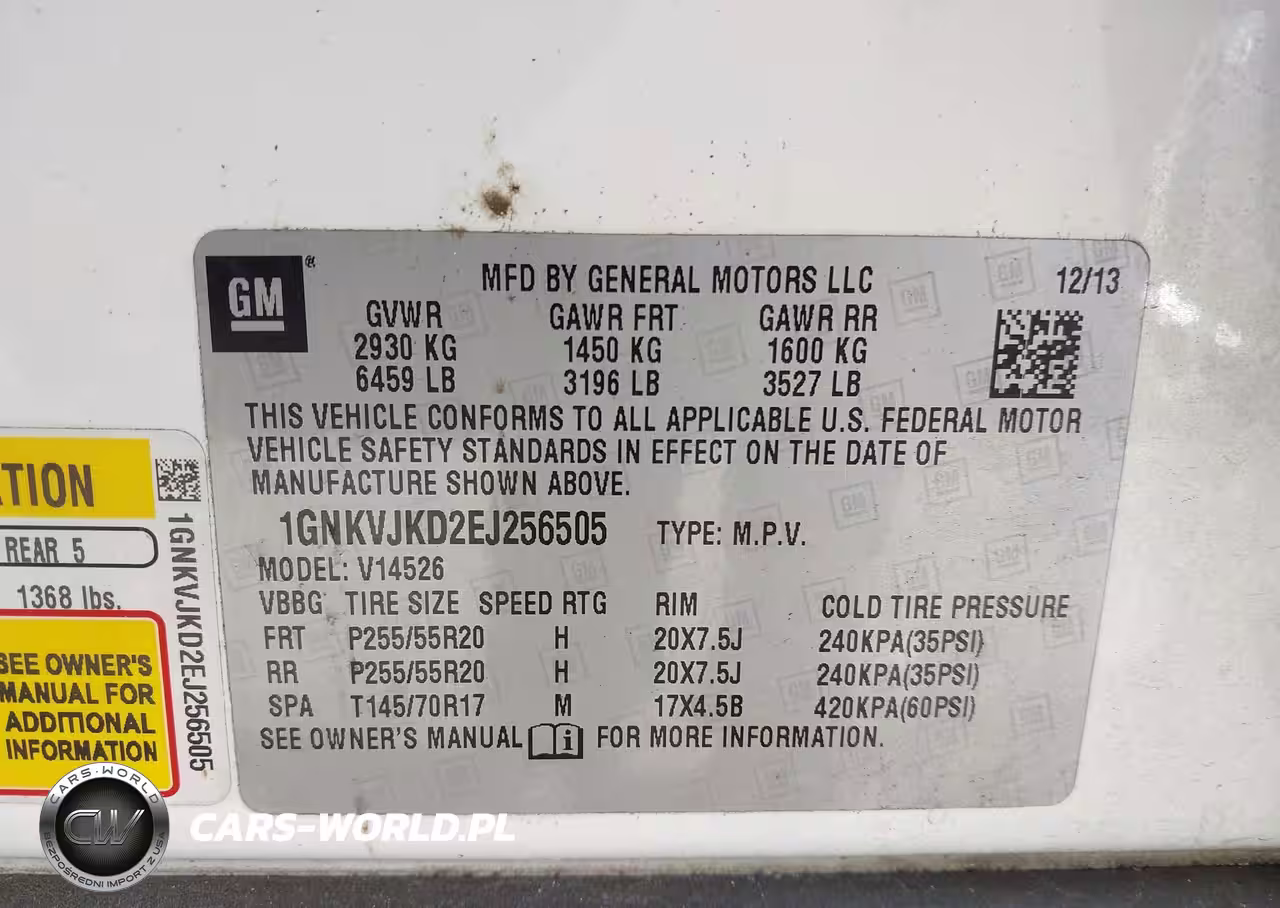 GM
MFD BY GENERAL MOTORS LLC 12/13
GVWR GAWR FRT GAWR RR
2930 KG 1450 KG 1600 KG
6459 LB 3196 LB 3527 LB
THIS VEHICLE CONFORMS TO ALL APPLICABLE U.S. FEDERAL MOTOR
VEHICLE SAFETY STANDARDS IN EFFECT ON THE DATE OF
MANUFACTURE SHOWN ABOVE.
1GNKVJKD2EJ256505 TYPE: M.P.V.
MODEL: V14526
VBBG TIRE SIZE SPEED RTG RIM COLD TIRE PRESSURE
FRT P255/55R20 H 20X7.5J 240KPA(35PSI)
RR P255/55R20 H 20X7.5J 240KPA(35PSI)
SPA T145/70R17 M 17X4.5B 420KPA(60PSI)
SEE OWNER'S MANUAL i FOR MORE INFORMATION.
ATION
REAR 5
1368 lbs.
SEE OWNER'S
MANUAL FOR
ADDITIONAL
INFORMATION
1GNKVJKD2EJ256505
CARS-WORLD
CW
BEZPOŚREDNI IMPORT Z USA
CARS-WORLD.PL